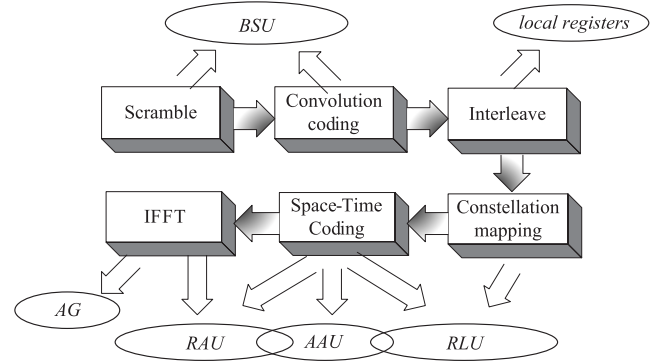 BSU
local registers
Scramble
Convolution
coding
Interleave
IFFT
Space-Time
Coding
Constellation
mapping
AG
RAU
AAU
RLU